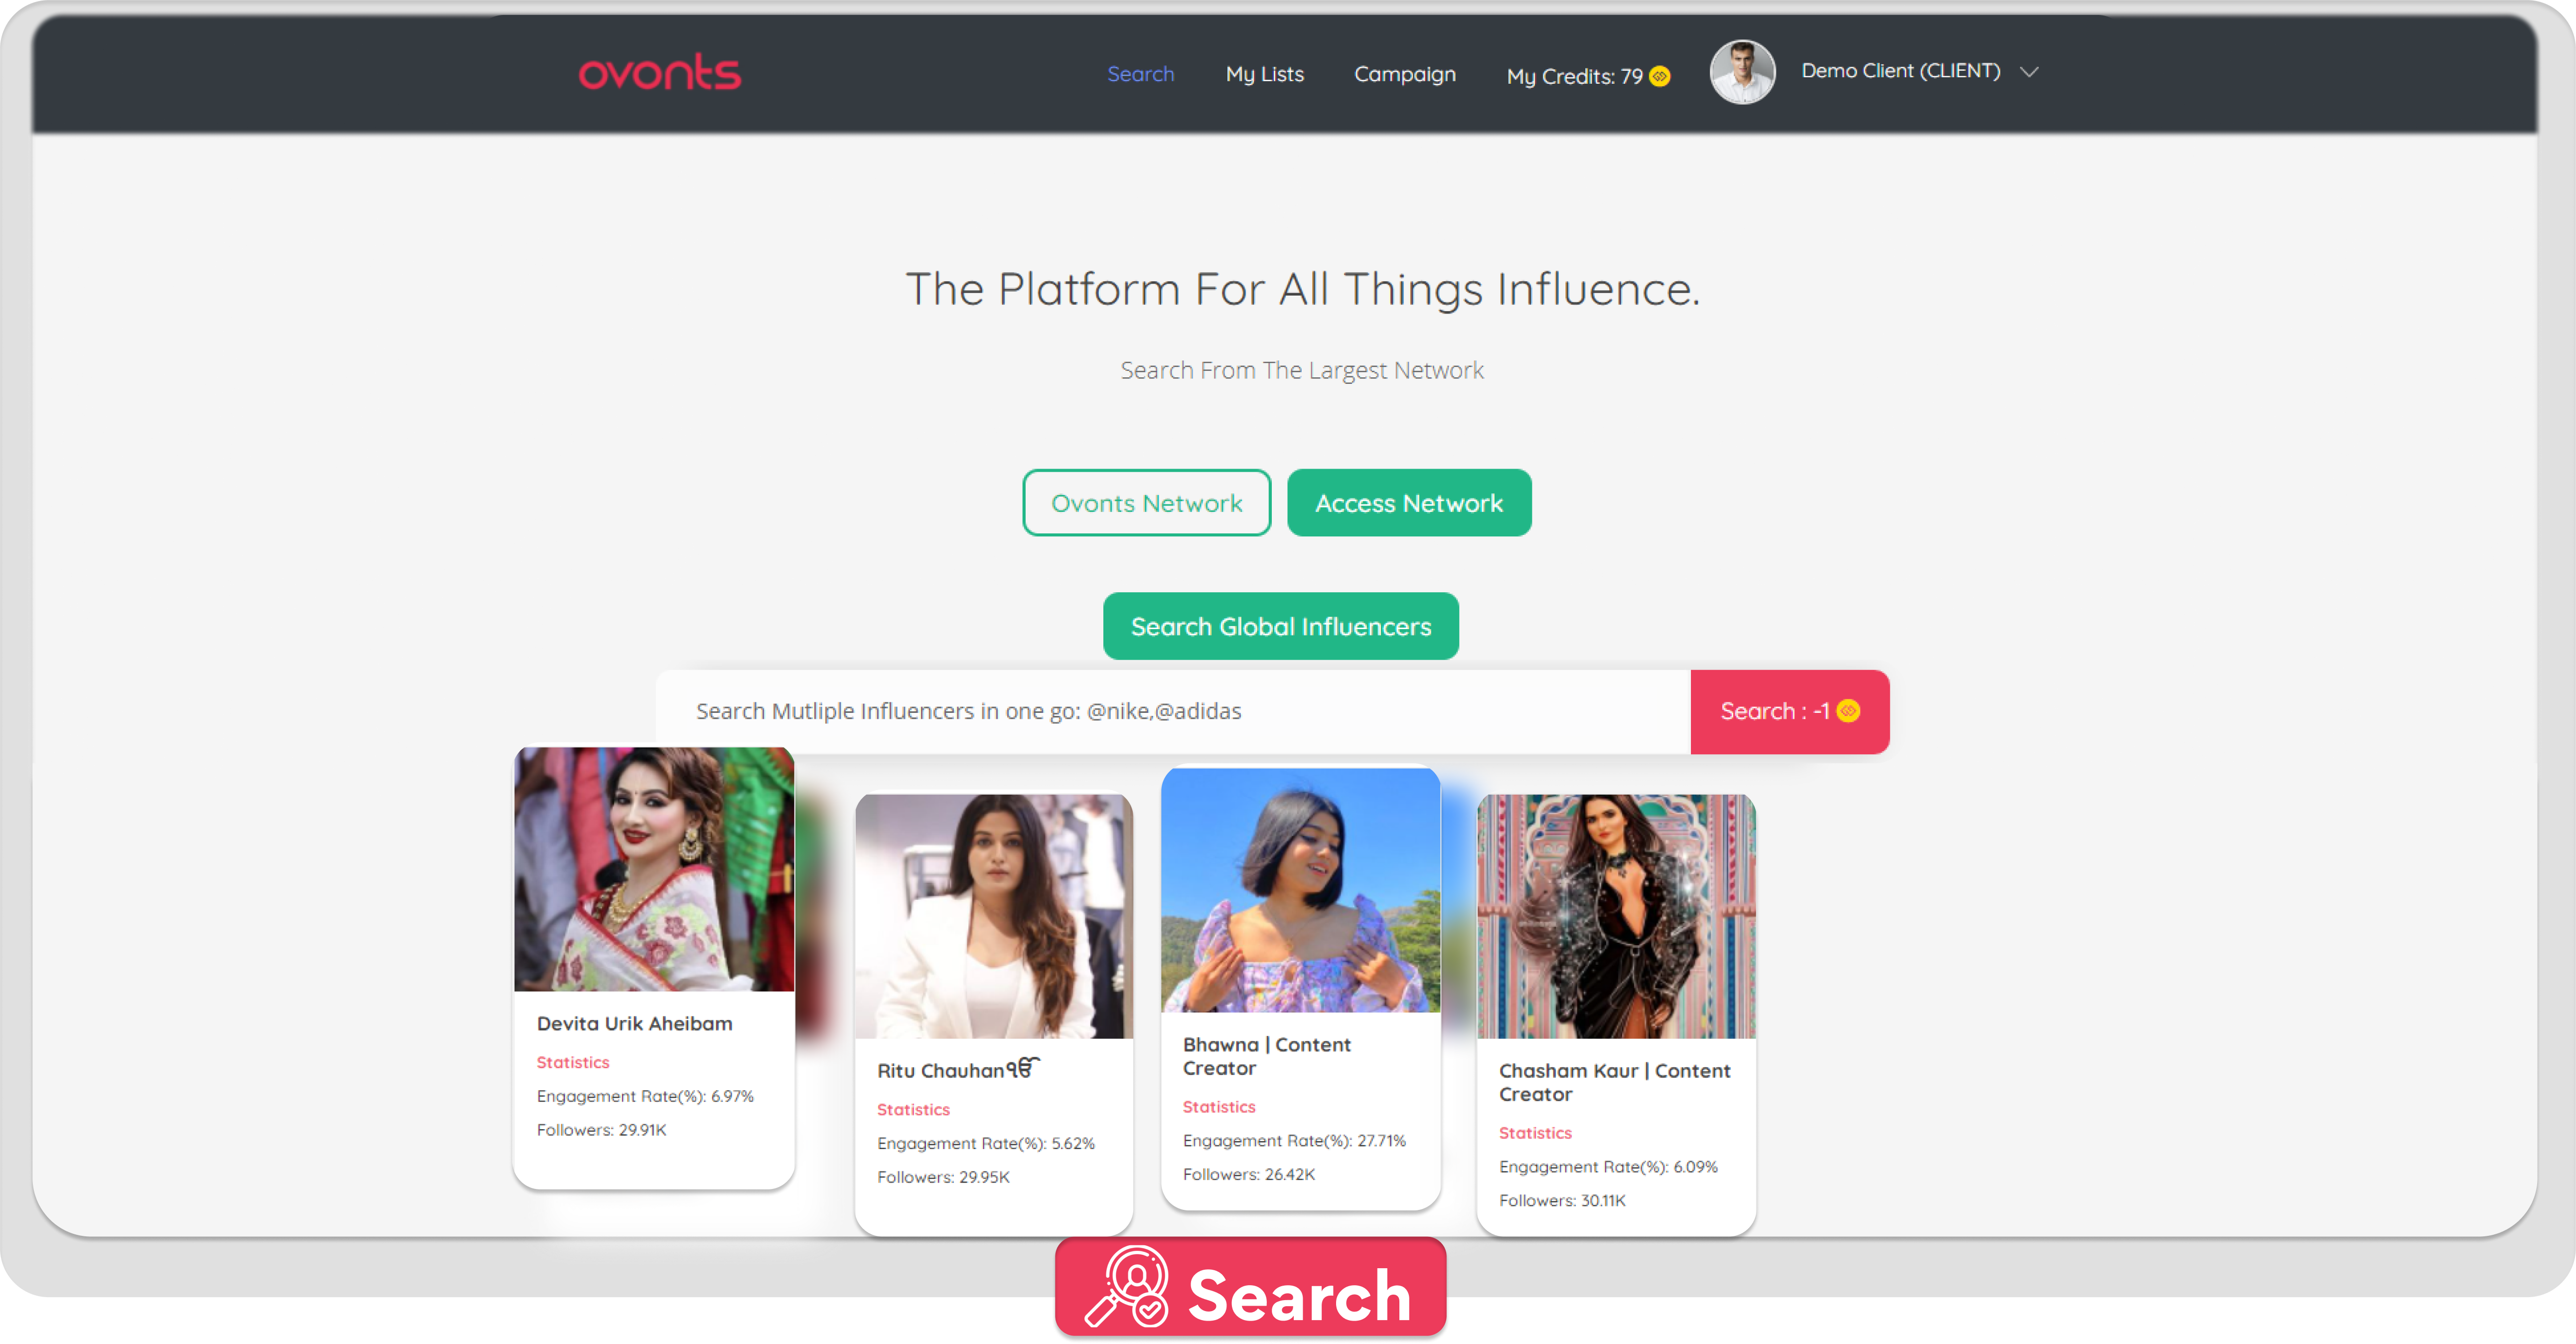 ovonts
Search My Lists Campaign My Credits: 79 Demo Client (CLIENT)
The Platform For All Things Influence.
Search From The Largest Network
Ovonts Network Access Network
Search Global Influencers
Search Mutliple Influencers in one go: @nike,@adidas Search : -1
Devita Urik Aheibam
Statistics
Engagement Rate(%): 6.97%
Followers: 29.91K
Ritu Chauhanੴ
Statistics
Engagement Rate(%): 5.62%
Followers: 29.95K
Bhawna | Content
Creator
Statistics
Engagement Rate(%): 27.71%
Followers: 26.42K
Chasham Kaur | Content
Creator
Statistics
Engagement Rate(%): 6.09%
Followers: 30.11K
Search